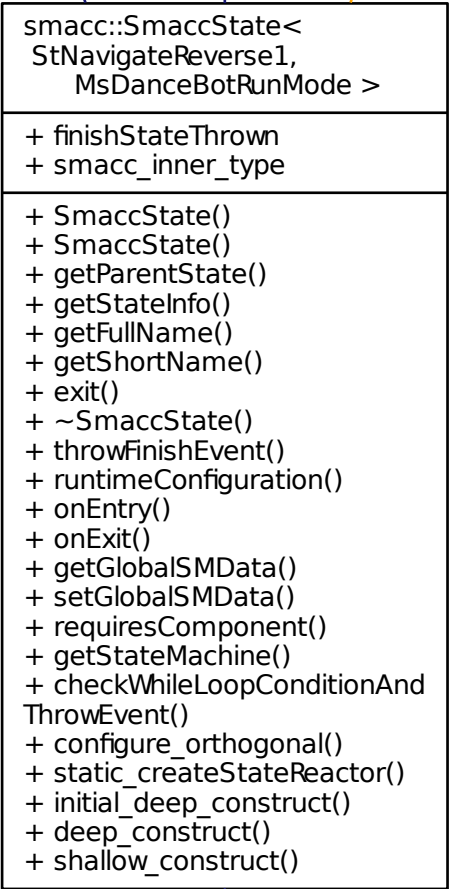 smacc::SmaccState<
StNavigateReverse1,
MsDanceBotRunMode >
+ finishStateThrown
+ smacc_inner_type
+ SmaccState()
+ SmaccState()
+ getParentState()
+ getStateInfo()
+ getFullName()
+ getShortName()
+ exit()
+ ~SmaccState()
+ throwFinishEvent()
+ runtimeConfiguration()
+ onEntry()
+ onExit()
+ getGlobalSMData()
+ setGlobalSMData()
+ requiresComponent()
+ getStateMachine()
+ checkWhileLoopConditionAnd
ThrowEvent()
+ configure_orthogonal()
+ static_createStateReactor()
+ initial_deep_construct()
+ deep_construct()
+ shallow_construct()